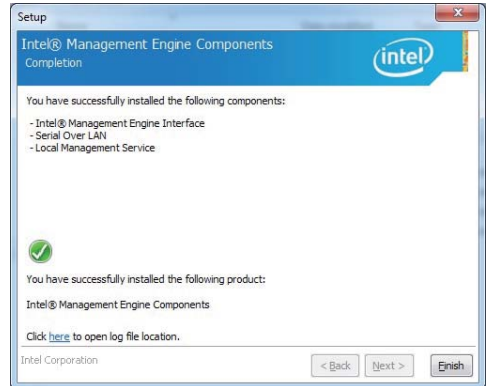 Setup
Intel® Management Engine Components
Completion
intel
You have successfully installed the following components:
- Intel® Management Engine Interface
- Serial Over LAN
- Local Management Service
You have successfully installed the following product:
Intel® Management Engine Components
Click here to open log file location.
Intel Corporation
< Back
Next >
Finish